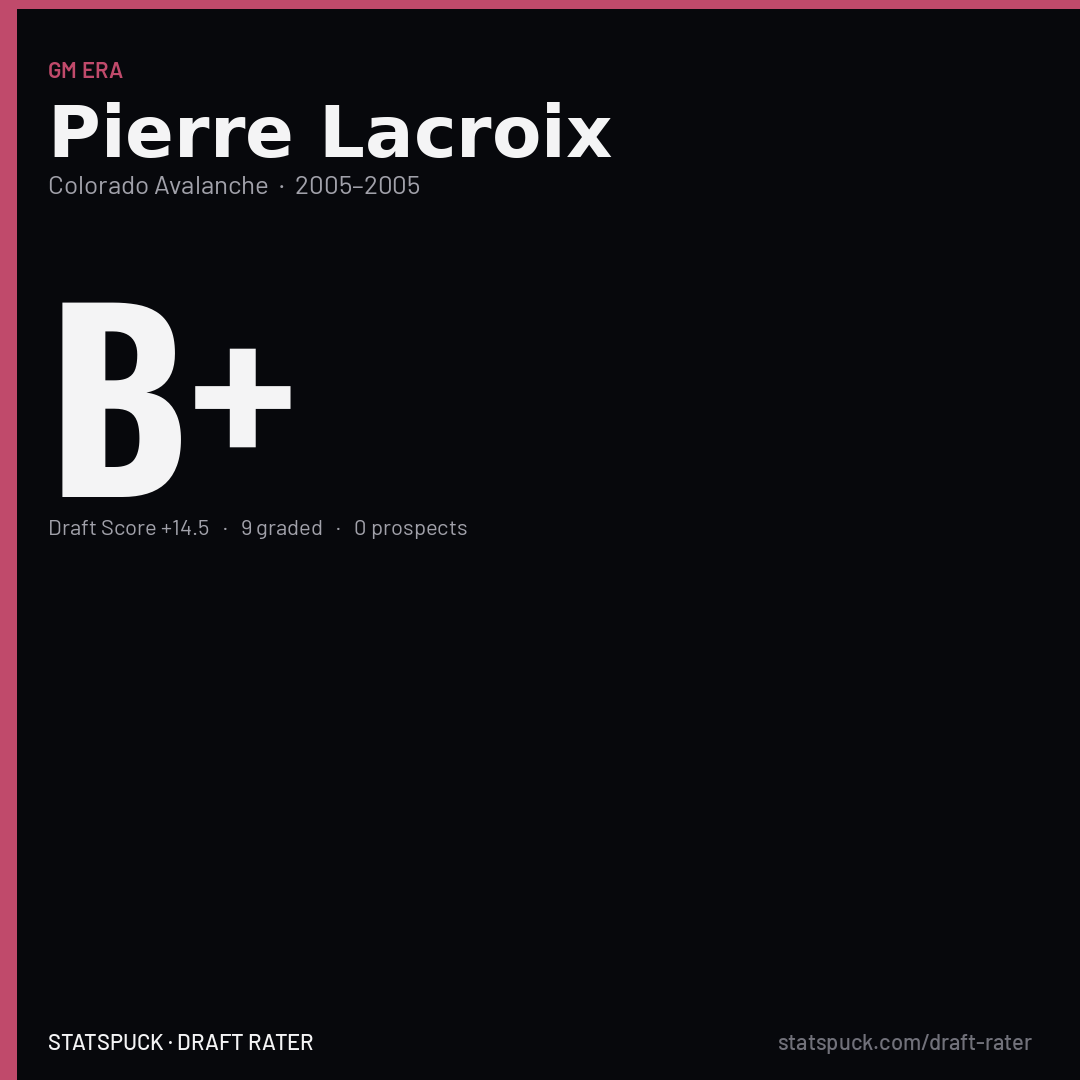 GM ERA
Pierre Lacroix
Colorado Avalanche · 2005–2005
B+
Draft Score +14.5 · 9 graded · 0 prospects
STATSPUCK · DRAFT RATER
statspuck.com/draft-rater